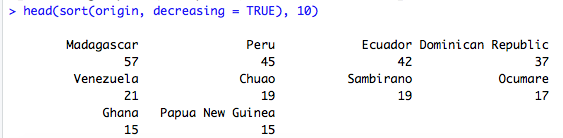 > head(sort(origin, decreasing = TRUE), 10)
Madagascar Peru Ecuador Dominican Republic
57 45 42 37
Venezuela Chuao Sambirano Ocumare
21 19 19 17
Ghana Papua New Guinea
15 15